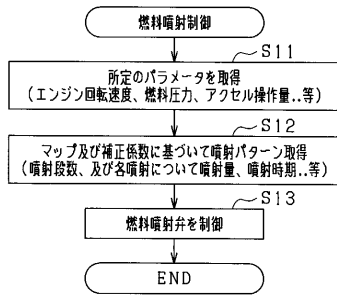 燃料噴射制御
S11
所定のパラメータを取得
(エンジン回転速度、燃料圧力、アクセル操作量..等)
S12
マップ及び補正係数に基づいて噴射パターン取得
(噴射段数、及び各噴射について噴射量、噴射時期..等)
S13
燃料噴射弁を制御
END